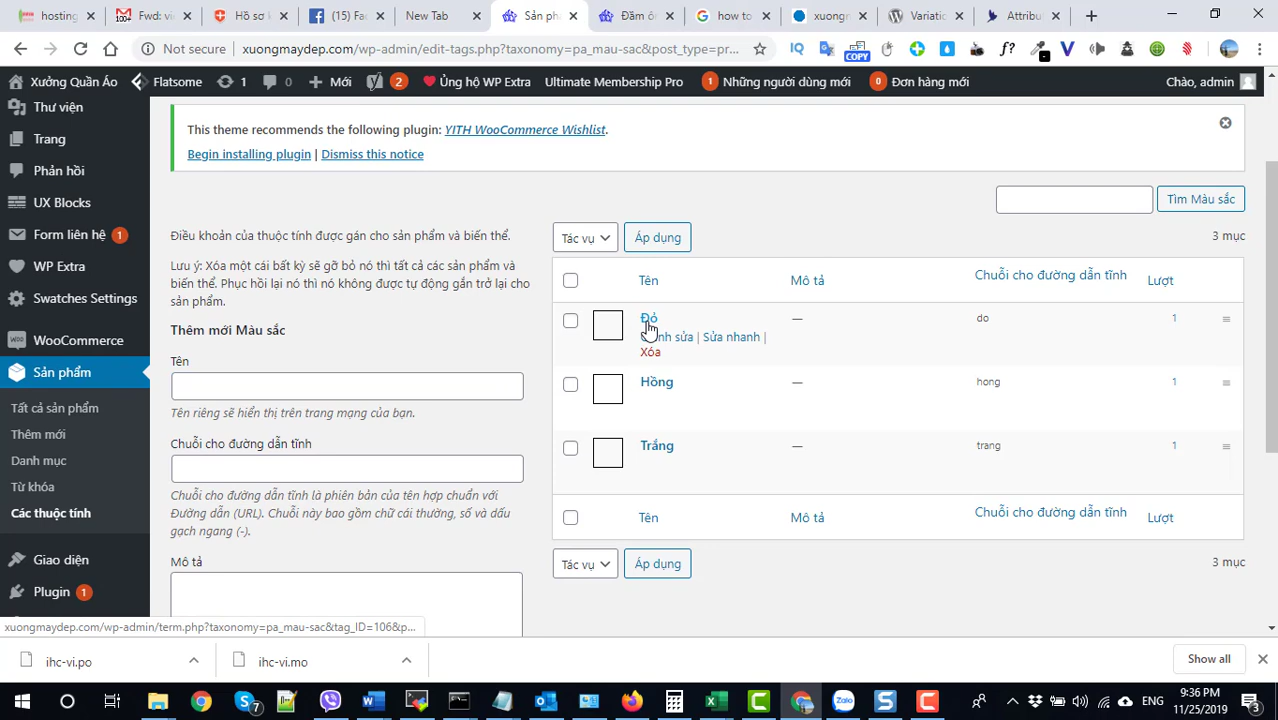 hosting
Fwd: vi
Hồ sơ k
(15) Fac
New Tab
Sản ph
Đầm ôn
how to
xuongm
Variatic
Attribu
Not secure
xuongmaydep.com/wp-admin/edit-tags.php?taxonomy=pa_mau-sac&post_type=pr...
COPY
Xưởng Quần Áo
Flatsome
1
0
Mới
2
Ủng hộ WP Extra
Ultimate Membership Pro
1
Những người dùng mới
0
Đơn hàng mới
Chào, admin
Thư viện
Trang
Phản hồi
UX Blocks
Form liên hệ 1
WP Extra
Swatches Settings
WooCommerce
Sản phẩm
Tất cả sản phẩm
Thêm mới
Danh mục
Từ khóa
Các thuộc tính
Giao diện
Plugin 1
This theme recommends the following plugin: YITH WooCommerce Wishlist.
Begin installing plugin | Dismiss this notice
Tìm Màu sắc
Điều khoản của thuộc tính được gán cho sản phẩm và biến thể.
Lưu ý: Xóa một cái bất kỳ sẽ gỡ bỏ nó thì tất cả các sản phẩm và
biến thể. Phục hồi lại nó thì nó không được tự động gắn trở lại cho
sản phẩm.
Thêm mới Màu sắc
Tên
Tên riêng sẽ hiển thị trên trang mạng của bạn.
Chuỗi cho đường dẫn tĩnh
Chuỗi cho đường dẫn tĩnh là phiên bản của tên hợp chuẩn với
Đường dẫn (URL). Chuỗi này bao gồm chữ cái thường, số và dấu
gạch ngang (-).
Mô tả
Tác vụ
Áp dụng
3 mục
Tên
Mô tả
Chuỗi cho đường dẫn tĩnh
Lượt
Đỏ
—
do
1
sửa | Sửa nhanh |
Xóa
Hồng
—
hong
1
Trắng
—
trang
1
Tên
Mô tả
Chuỗi cho đường dẫn tĩnh
Lượt
Tác vụ
Áp dụng
3 mục
xuongmaydep.com/wp-admin/term.php?taxonomy=pa_mau-sac&tag_ID=106&p...
ihc-vi.po
ihc-vi.mo
Show all
7
ENG
9:36 PM
11/25/2019
3